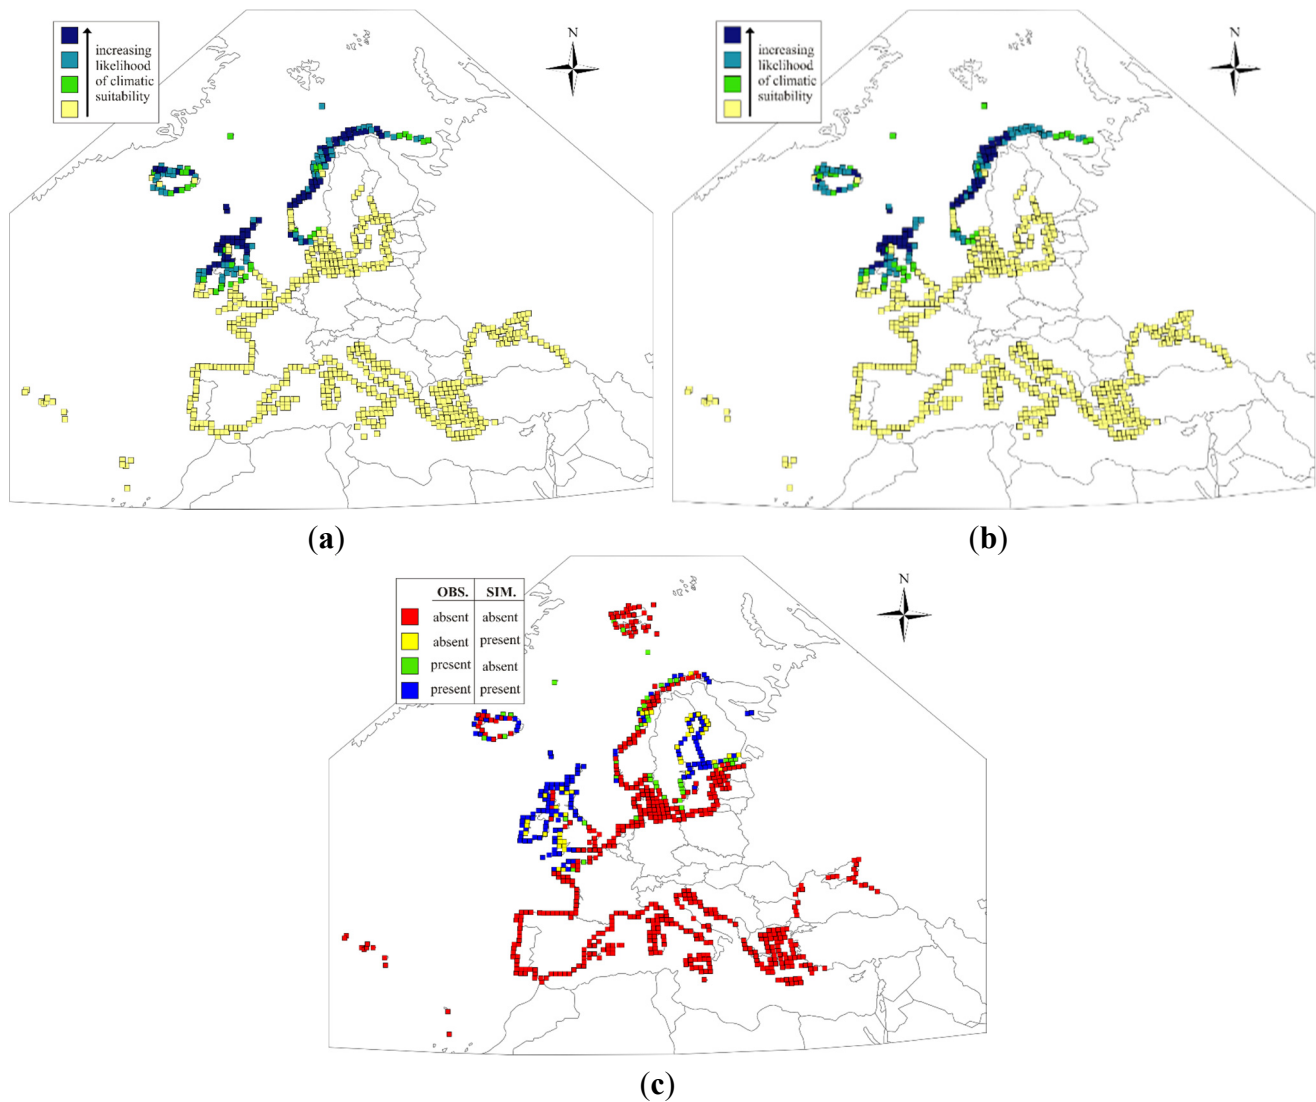 increasing
likelihood
of climatic
suitability
N
increasing
likelihood
of climatic
suitability
N
(a)
(b)
OBS. SIM.
absent absent
absent present
present absent
present present
N
(c)